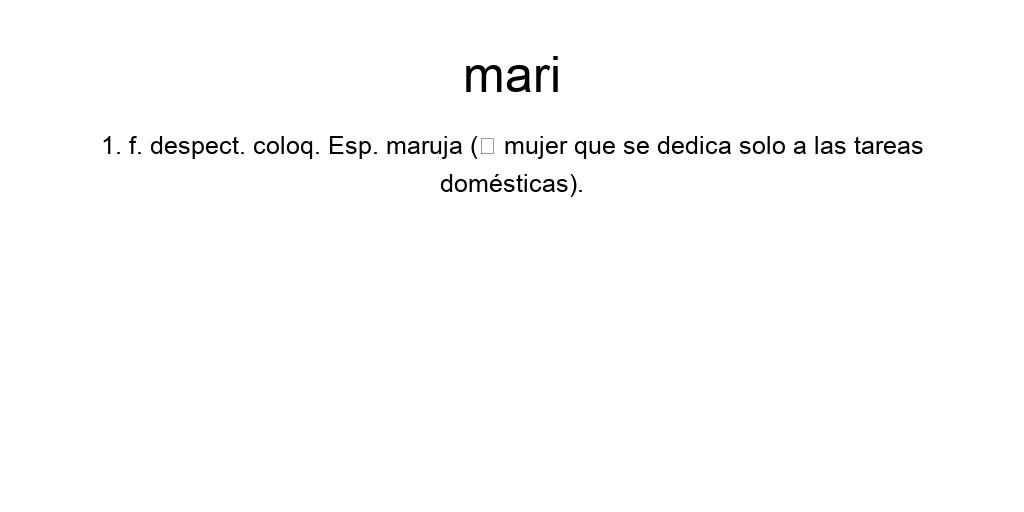 mari
1. f. despect. coloq. Esp. maruja (□ mujer que se dedica solo a las tareas
domésticas).